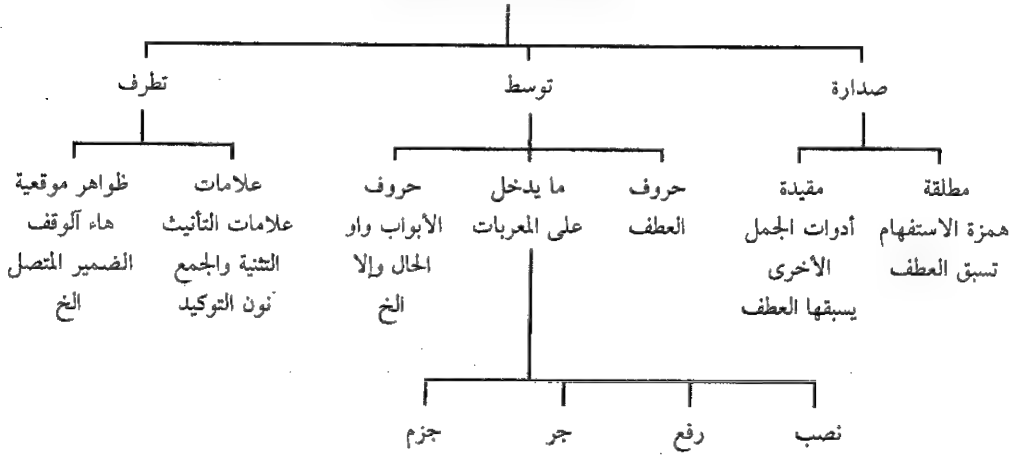 صدارة
توسط
تطرف
مطلقة
همزة الاستفهام
تسبق العطف
مقيدة
أدوات الجمل
الأخرى
يسبقها العطف
حروف
العطف
ما يدخل
على المعربات
حروف
الأبواب واو
الحال وإلا
الخ
علامات
علامات التأنيث
التثنية والجمع
نون التوكيد
ظواهر موقعية
هاء ألوقف
الضمير المتصل
الخ
نصب
رفع
جر
جزم